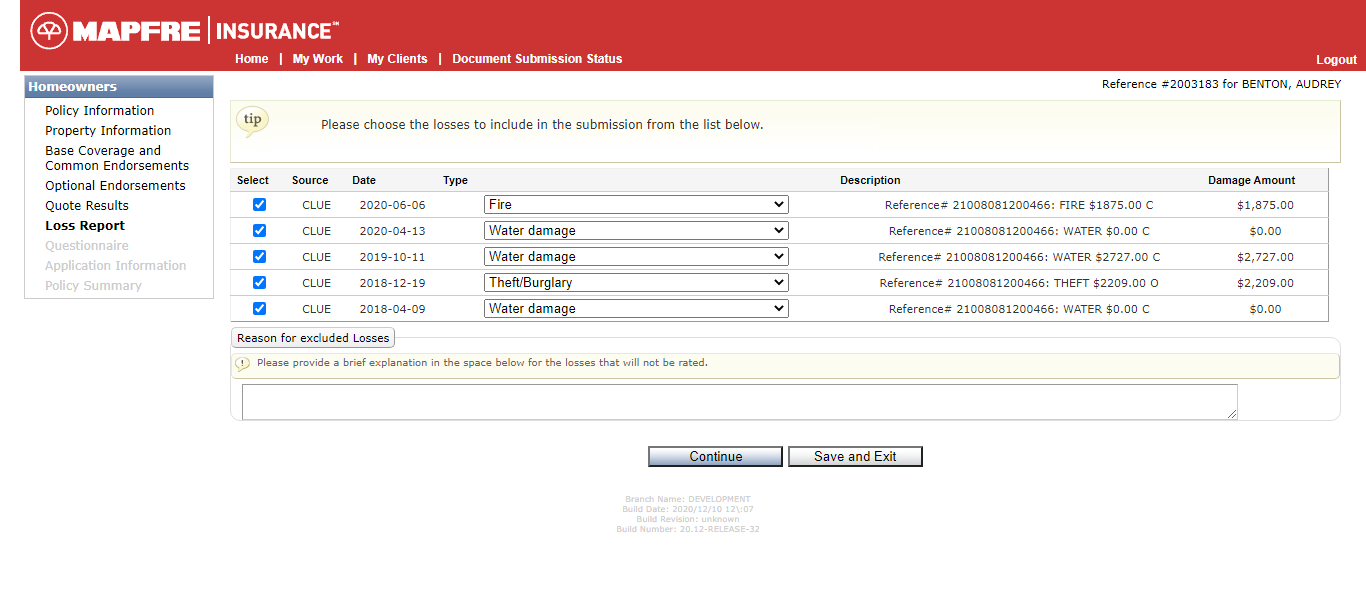 MAPFRE | INSURANCE℠
Home | My Work | My Clients | Document Submission Status
Logout
Reference #2003183 for BENTON, AUDREY
Homeowners
Policy Information
Property Information
Base Coverage and
Common Endorsements
Optional Endorsements
Quote Results
Loss Report
Questionnaire
Application Information
Policy Summary
tip
Please choose the losses to include in the submission from the list below.
Select Source Date Type Description Damage Amount
CLUE 2020-06-06 Fire Reference# 21008081200466: FIRE $1875.00 C $1,875.00
CLUE 2020-04-13 Water damage Reference# 21008081200466: WATER $0.00 C $0.00
CLUE 2019-10-11 Water damage Reference# 21008081200466: WATER $2727.00 C $2,727.00
CLUE 2018-12-19 Theft/Burglary Reference# 21008081200466: THEFT $2209.00 O $2,209.00
CLUE 2018-04-09 Water damage Reference# 21008081200466: WATER $0.00 C $0.00
Reason for excluded Losses
! Please provide a brief explanation in the space below for the losses that will not be rated.
Continue Save and Exit
Branch Name: DEVELOPMENT
Build Date: 2020/12/10 12\:07
Build Revision: unknown
Build Number: 20.12-RELEASE-32